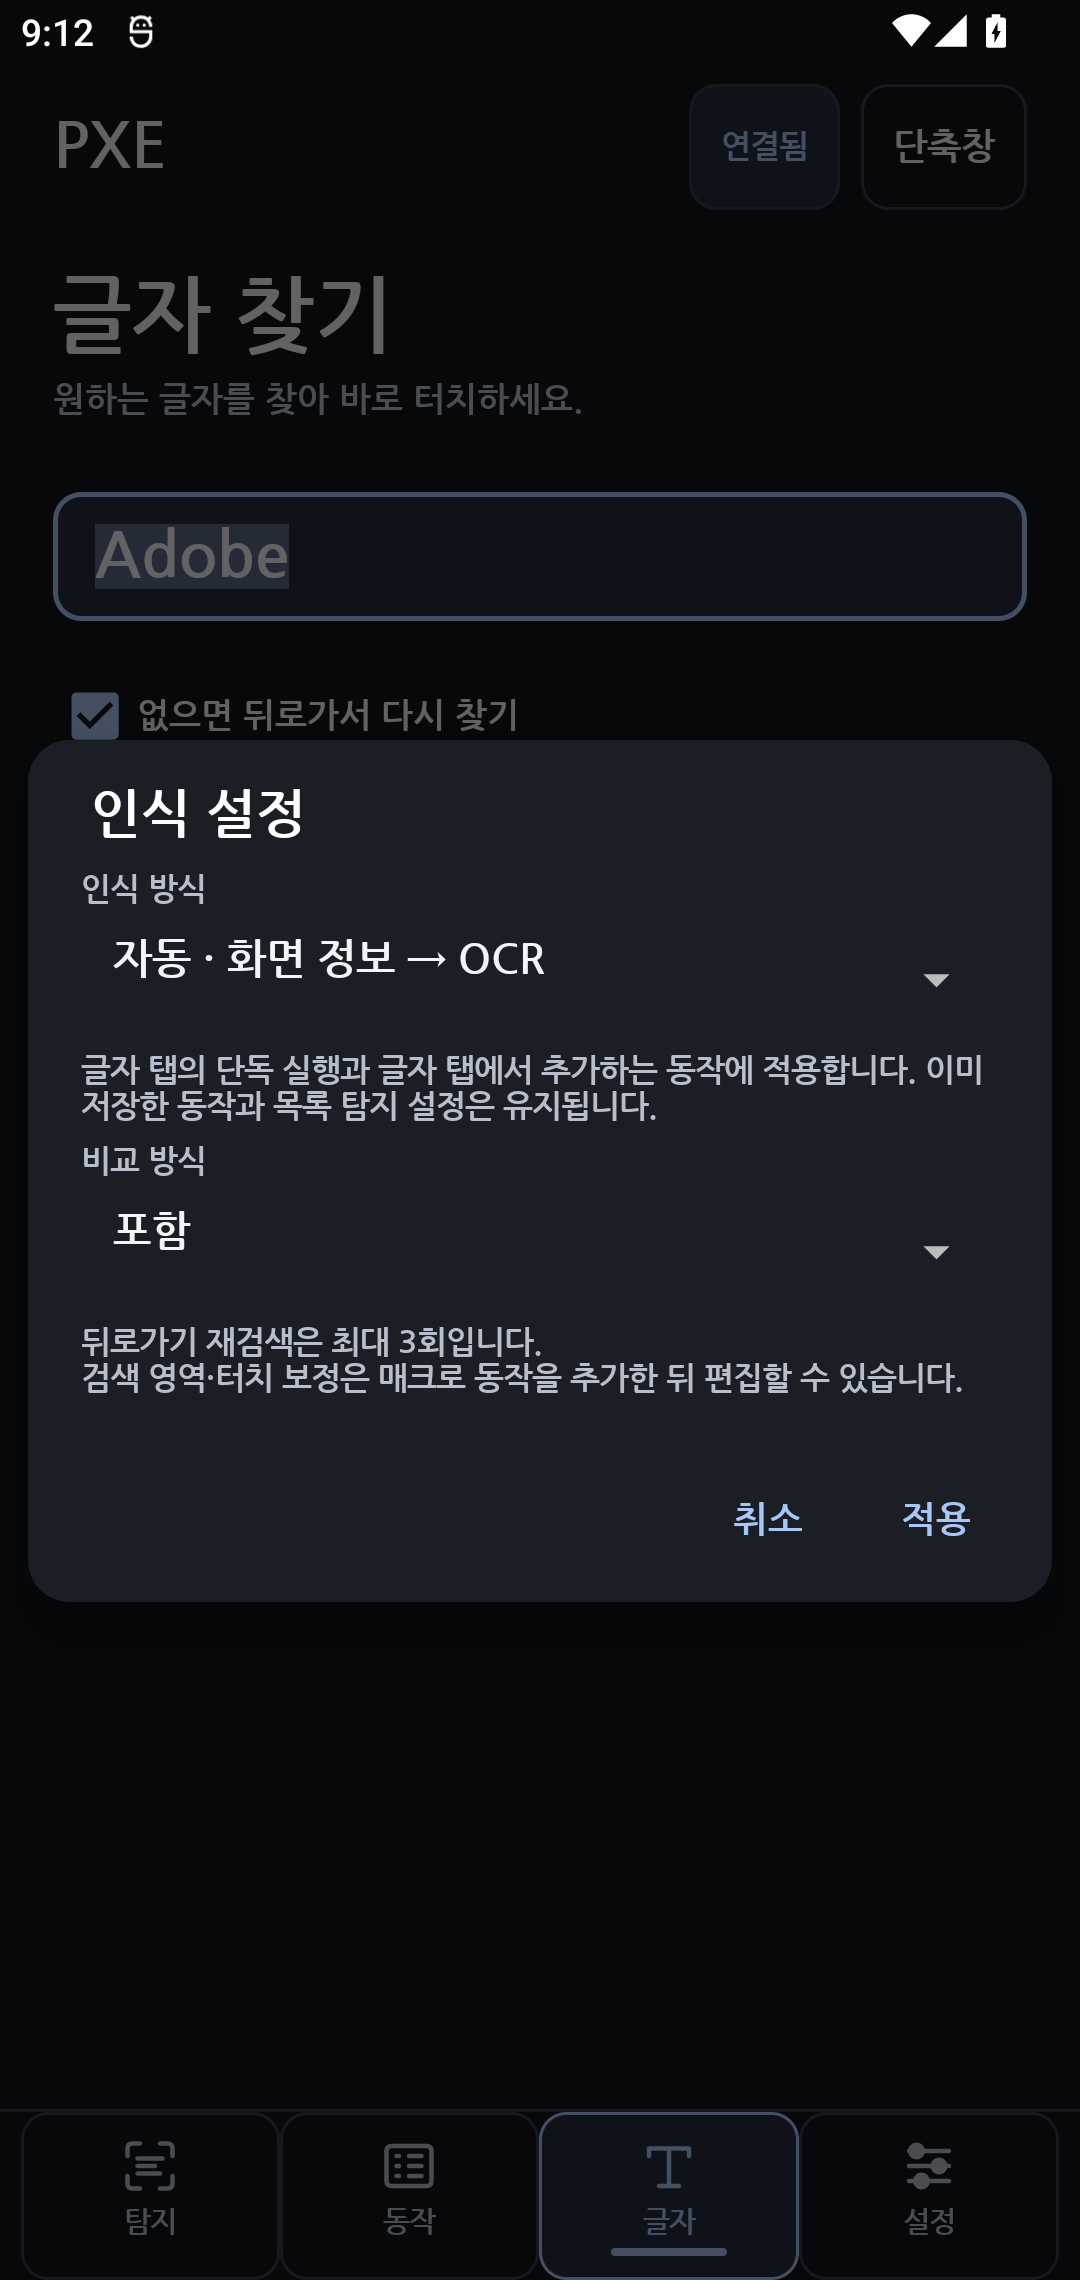 9:12
PXE
연결됨
단축창
글자 찾기
원하는 글자를 찾아 바로 터치하세요.
Adobe
없으면 뒤로가서 다시 찾기
인식 설정
인식 방식
자동 · 화면 정보 → OCR
글자 탭의 단독 실행과 글자 탭에서 추가하는 동작에 적용합니다. 이미
저장한 동작과 목록 탐지 설정은 유지됩니다.
비교 방식
포함
뒤로가기 재검색은 최대 3회입니다.
검색 영역·터치 보정은 매크로 동작을 추가한 뒤 편집할 수 있습니다.
취소
적용
탐지
동작
글자
설정